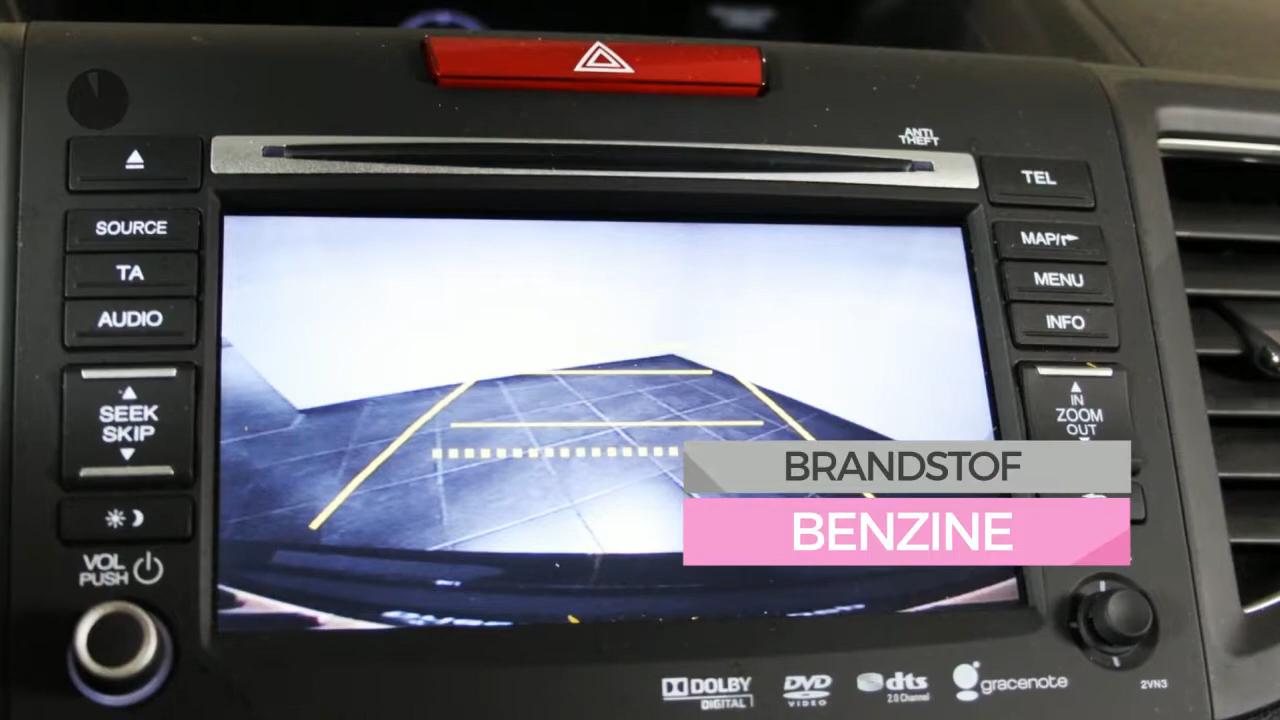 ANTI
THEFT
TEL
SOURCE
MAP/
TA
MENU
AUDIO
INFO
SEEK
SKIP
IN
ZOOM
OUT
BRANDSTOF
BENZINE
VOL
PUSH
DOLBY
DIGITAL
DVD
VIDEO
dts
2.0 Channel
gracenote
2VN3